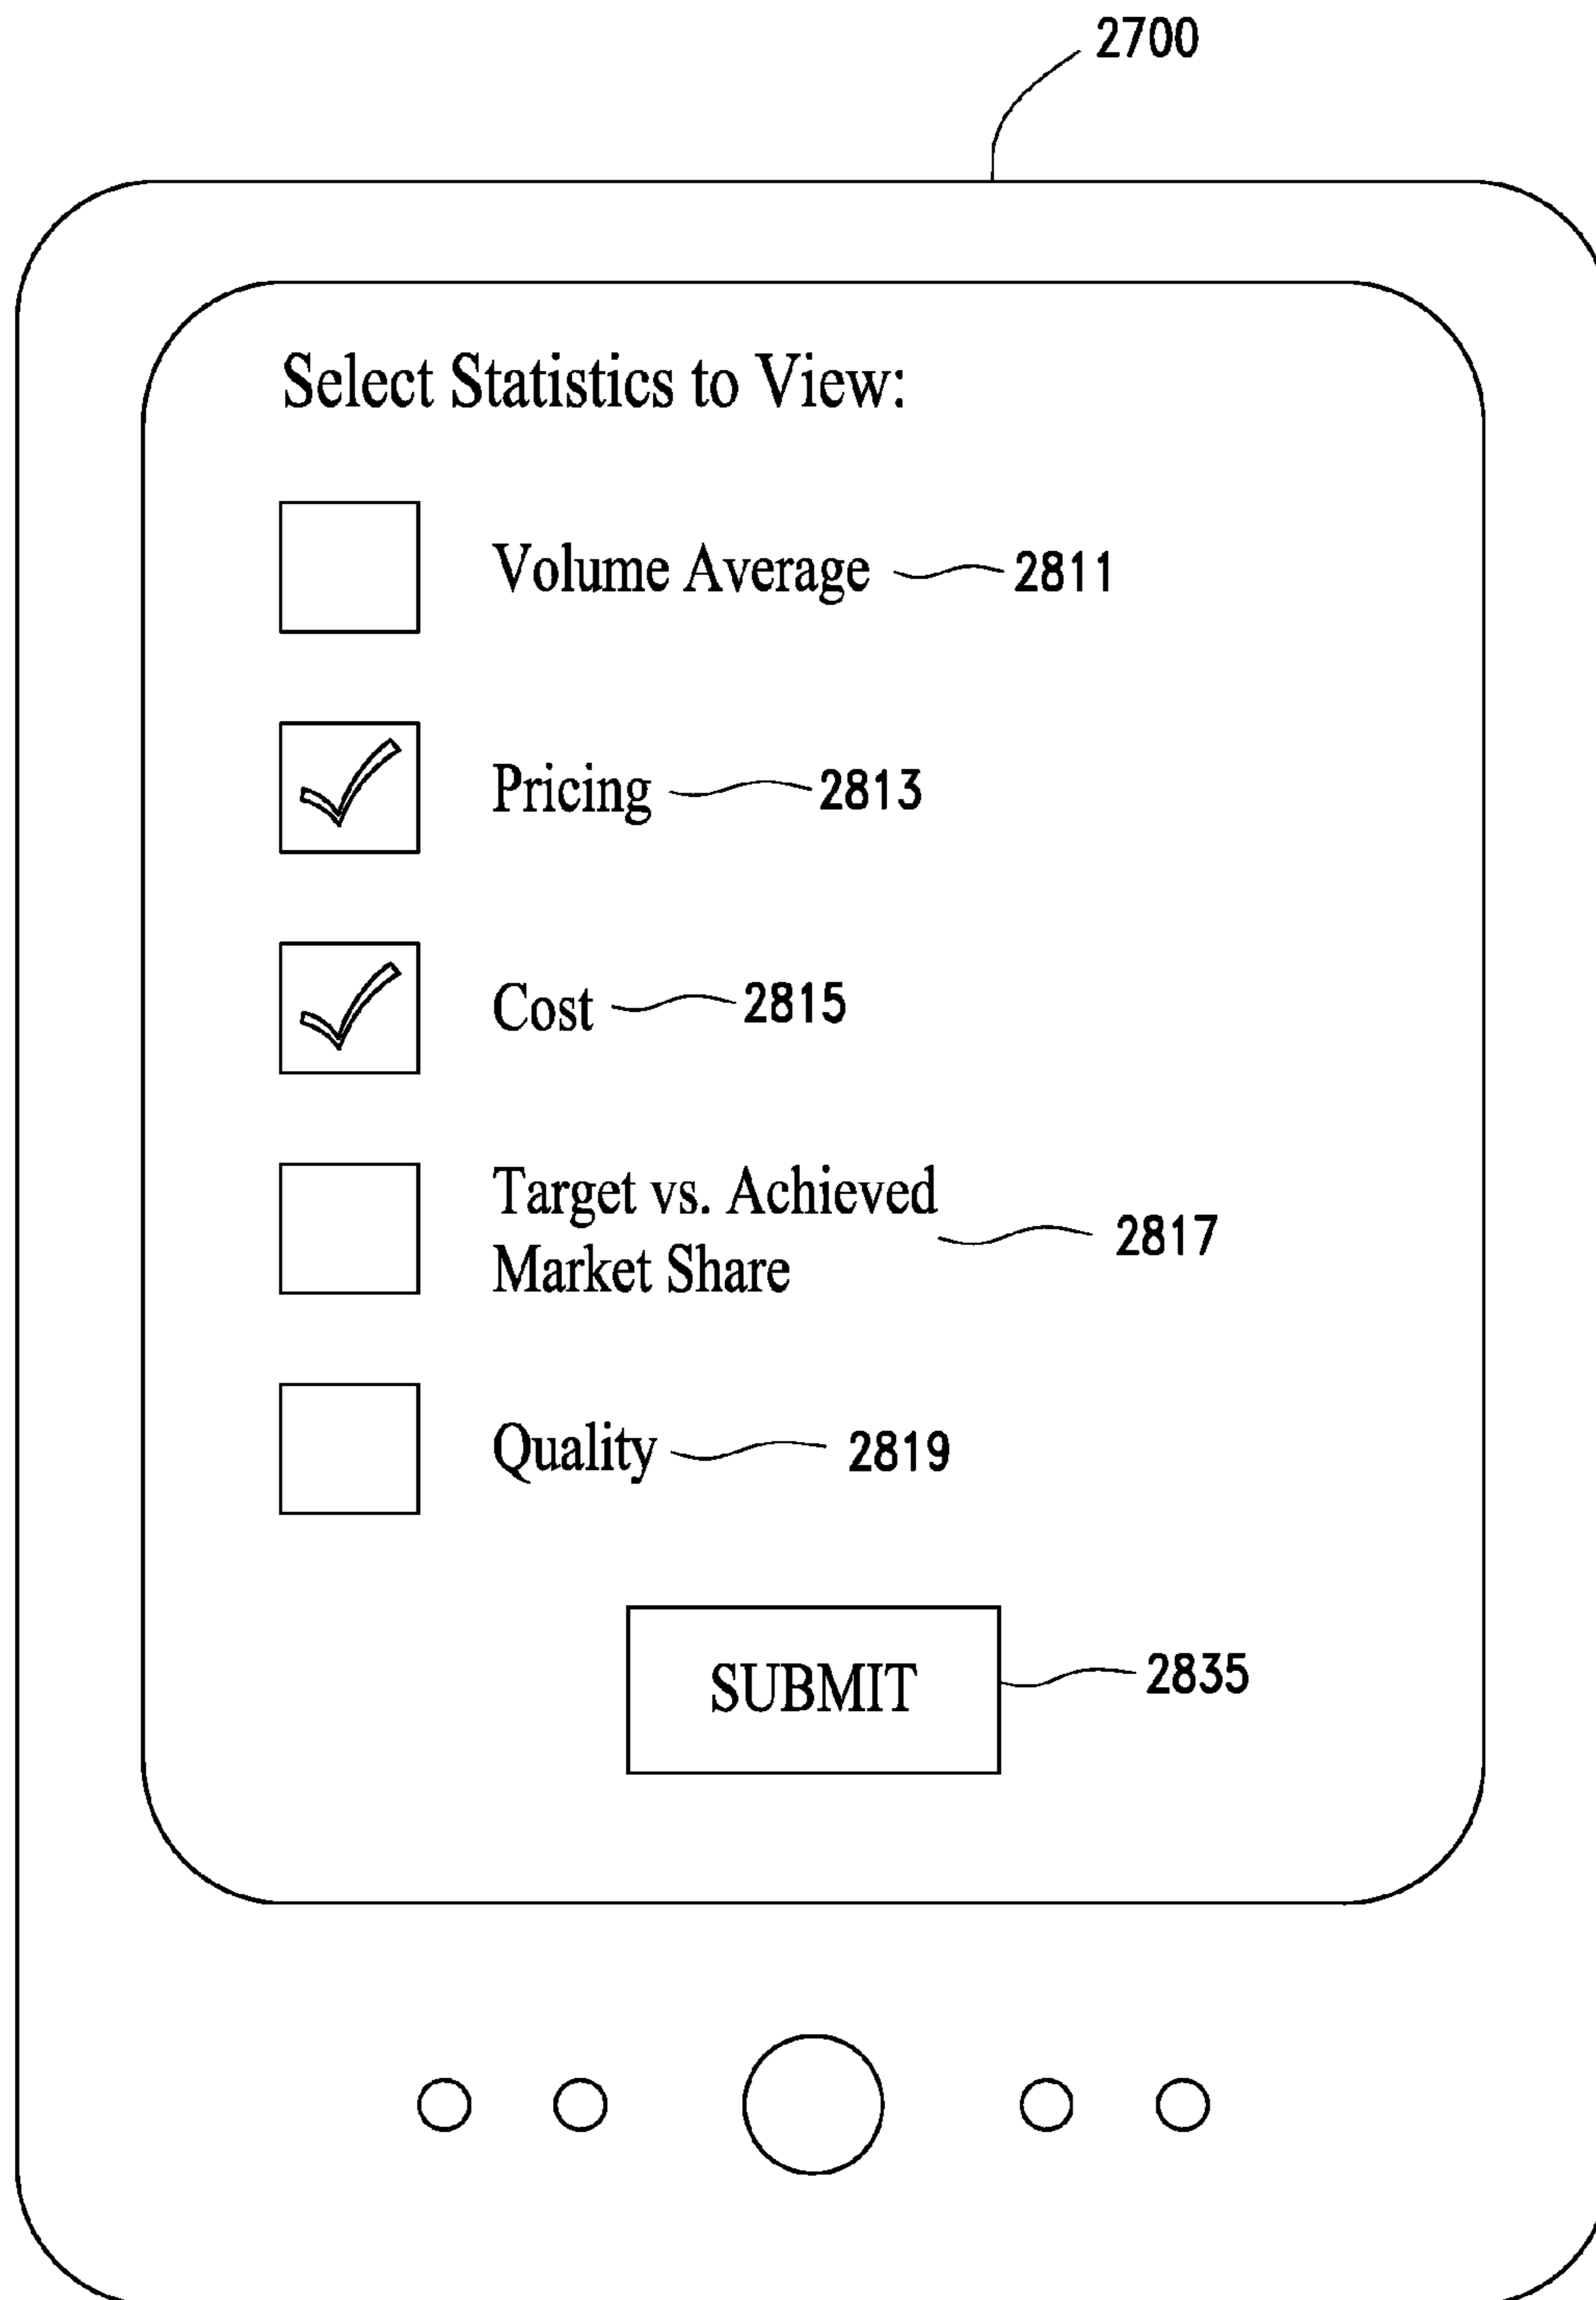 2700
Select Statistics to View:
Volume Average 2811
Pricing 2813
Cost 2815
Target vs. Achieved
Market Share 2817
Quality 2819
SUBMIT 2835